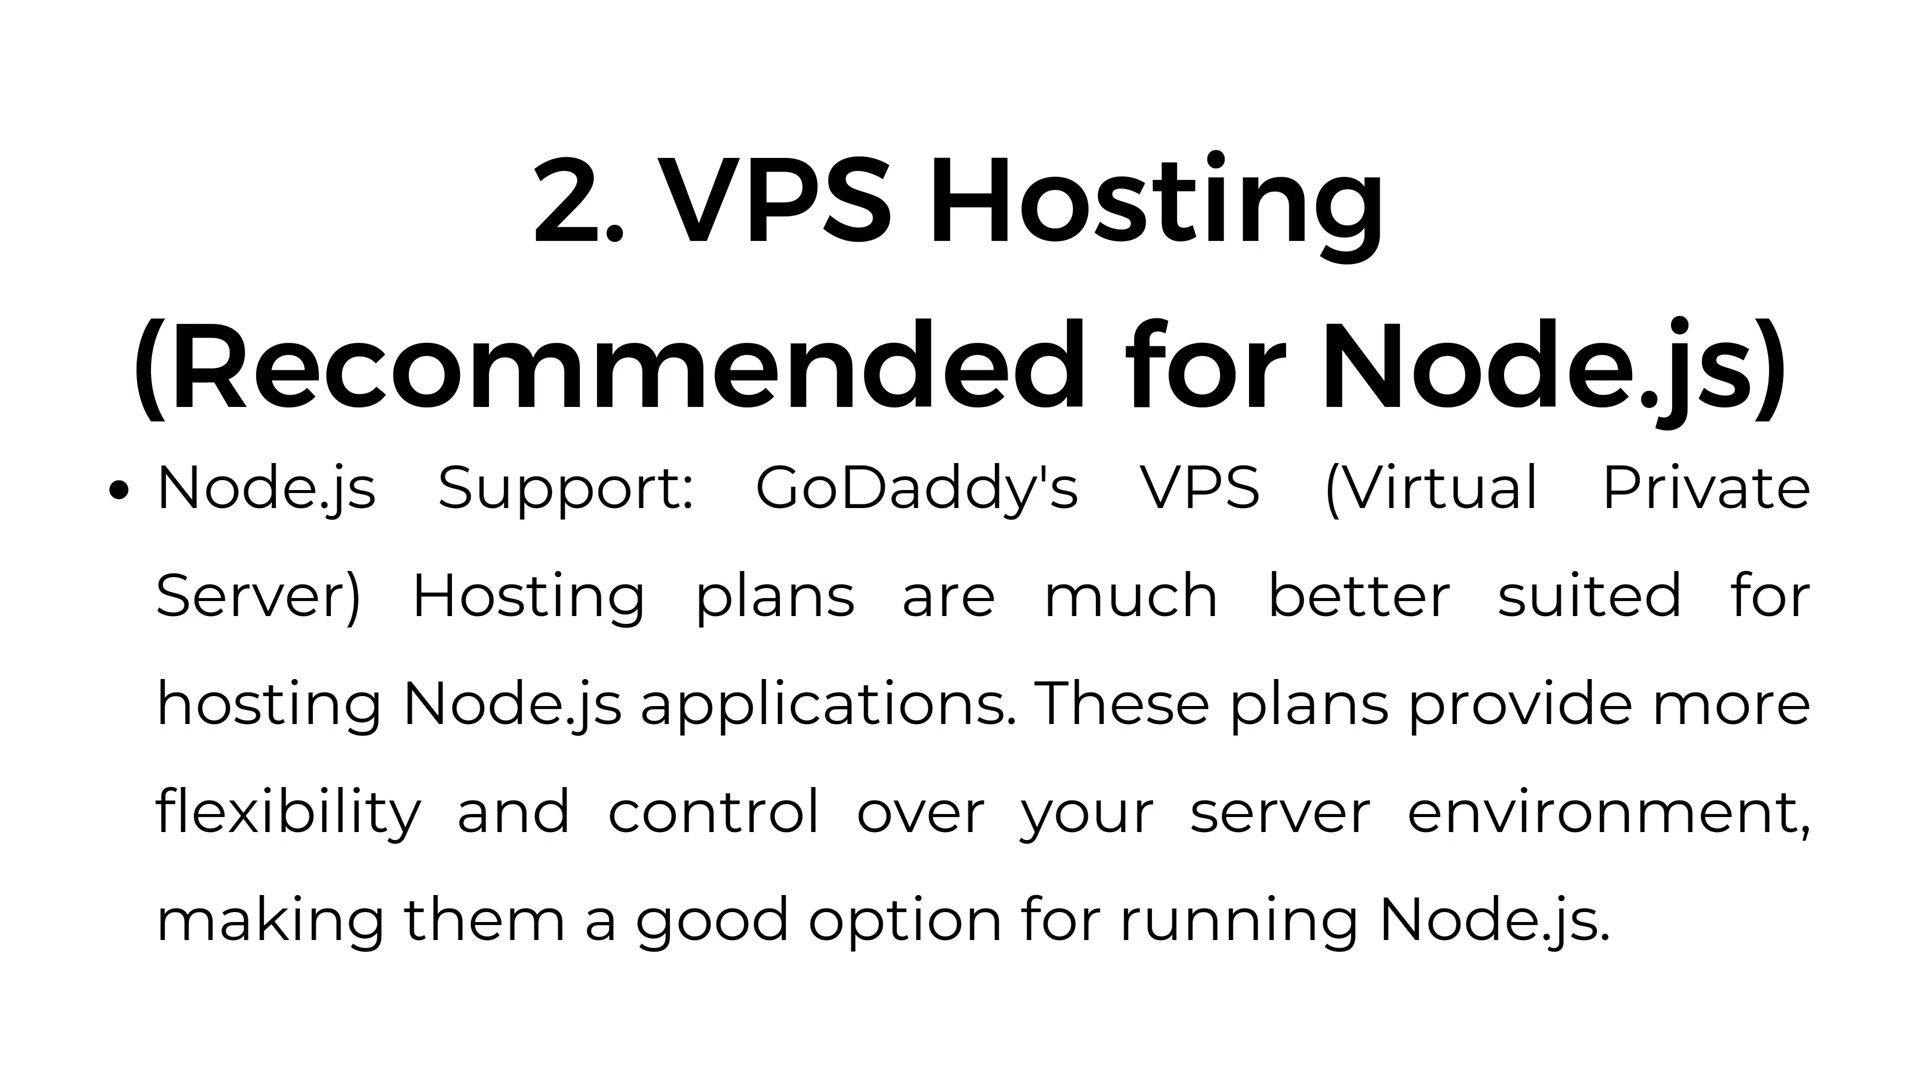 2. VPS Hosting
(Recommended for Node.js)
• Node.js Support: GoDaddy's VPS (Virtual Private
Server) Hosting plans are much better suited for
hosting Node.js applications. These plans provide more
flexibility and control over your server environment,
making them a good option for running Node.js.